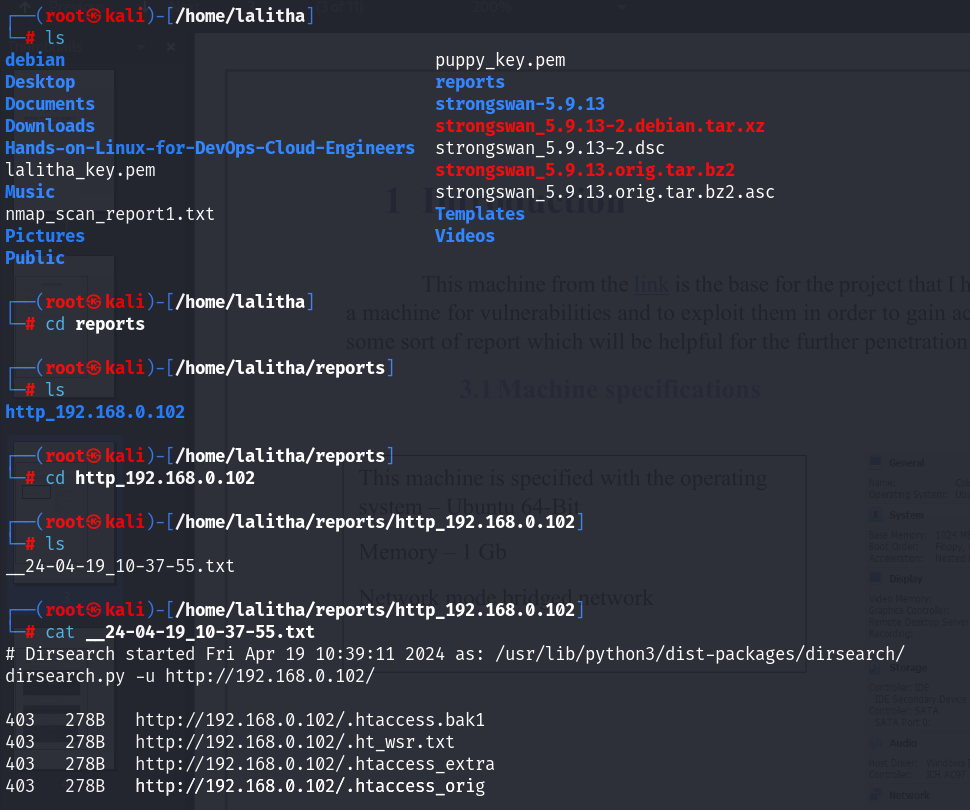 ┌──(root㉿kali)-[/home/lalitha]
└─# ls
debian puppy_key.pem
Desktop reports
Documents strongswan-5.9.13
Downloads strongswan_5.9.13-2.debian.tar.xz
Hands-on-Linux-for-DevOps-Cloud-Engineers strongswan_5.9.13-2.dsc
lalitha_key.pem strongswan_5.9.13.orig.tar.bz2
Music strongswan_5.9.13.orig.tar.bz2.asc
nmap_scan_report1.txt Templates
Pictures Videos
Public
┌──(root㉿kali)-[/home/lalitha]
└─# cd reports
┌──(root㉿kali)-[/home/lalitha/reports]
└─# ls
http_192.168.0.102
┌──(root㉿kali)-[/home/lalitha/reports]
└─# cd http_192.168.0.102
┌──(root㉿kali)-[/home/lalitha/reports/http_192.168.0.102]
└─# ls
__24-04-19_10-37-55.txt
┌──(root㉿kali)-[/home/lalitha/reports/http_192.168.0.102]
└─# cat __24-04-19_10-37-55.txt
# Dirsearch started Fri Apr 19 10:39:11 2024 as: /usr/lib/python3/dist-packages/dirsearch/
dirsearch.py -u http://192.168.0.102/
403 278B http://192.168.0.102/.htaccess.bak1
403 278B http://192.168.0.102/.ht_wsr.txt
403 278B http://192.168.0.102/.htaccess_extra
403 278B http://192.168.0.102/.htaccess_orig
1 Introduction
This machine from the link is the base for the project that I h
a machine for vulnerabilities and to exploit them in order to gain ac
some sort of report which will be helpful for the further penetration
3.1 Machine specifications
This machine is specified with the operating
system – Ubuntu 64-Bit
Memory – 1 Gb
Network mode bridged network
General
System
Display
Storage
Audio
Network